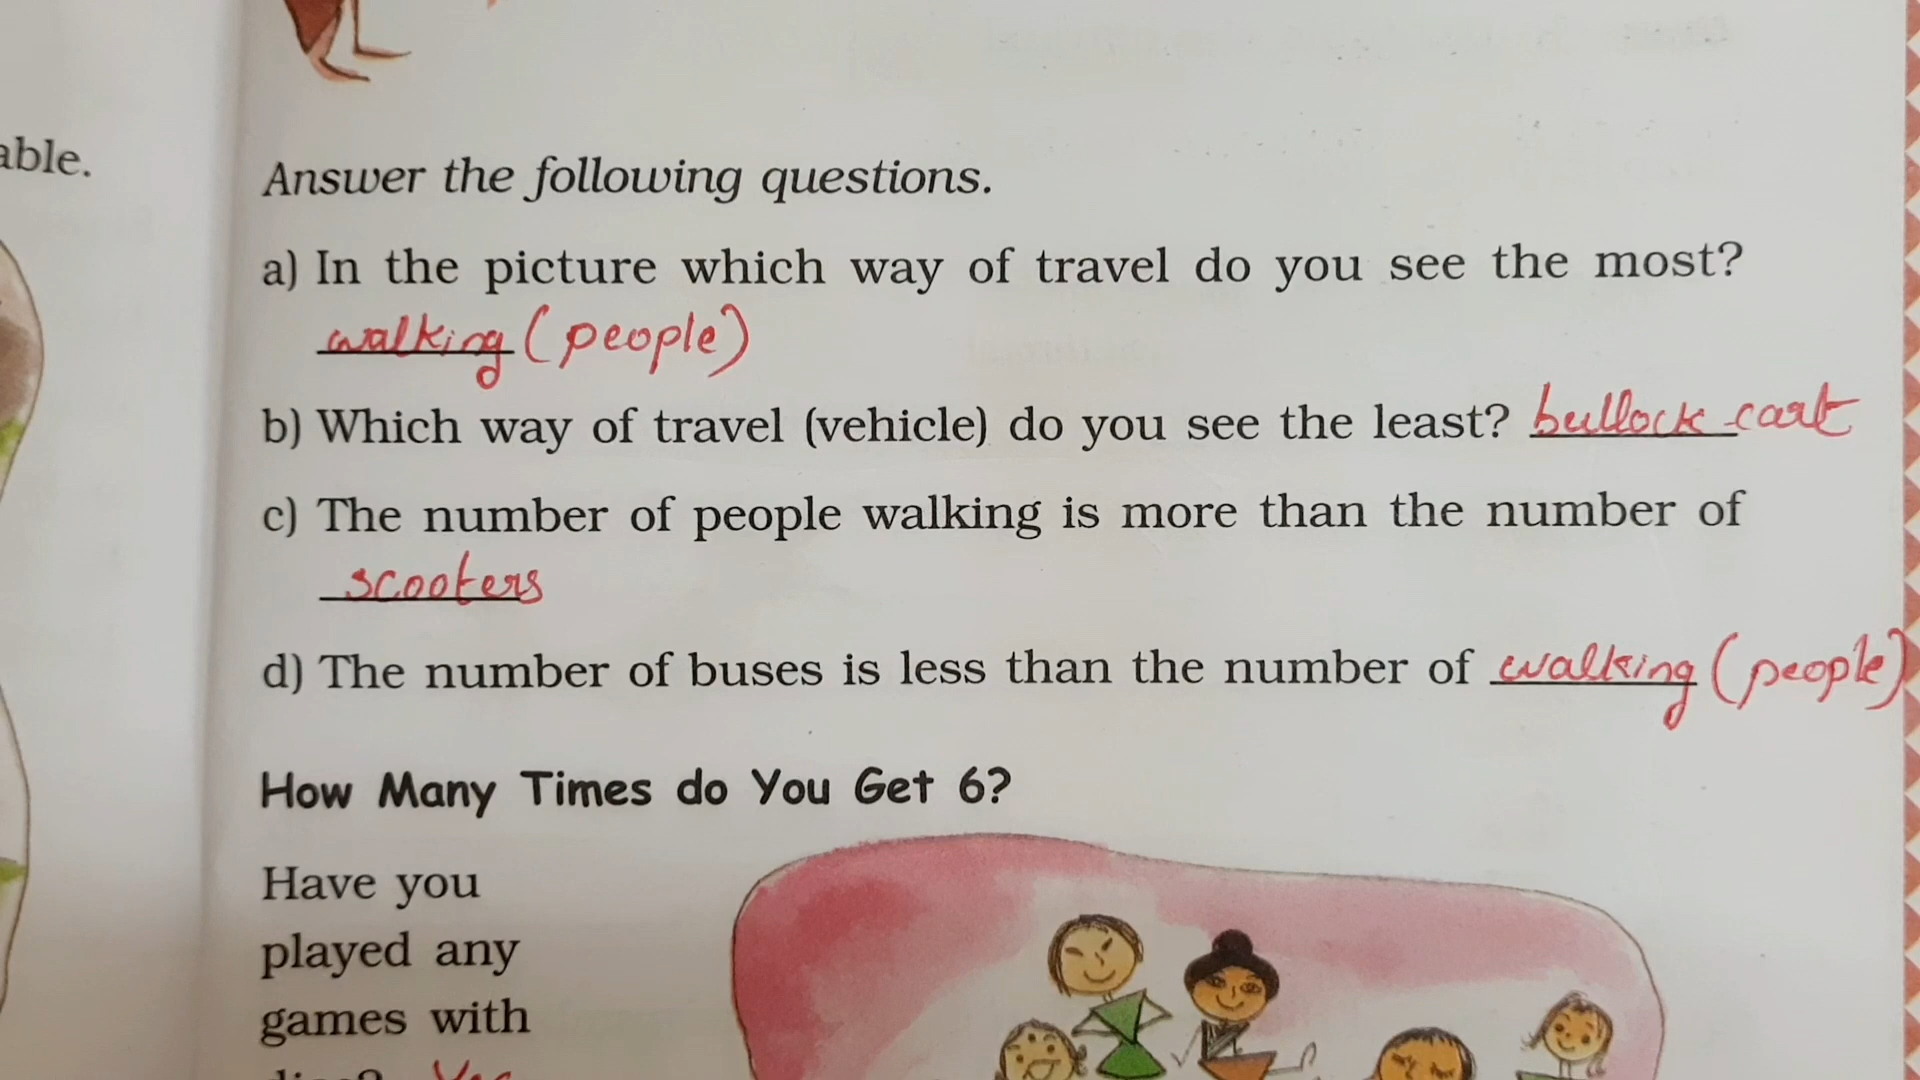 able.
Answer the following questions.
a) In the picture which way of travel do you see the most?
walking (people)
b) Which way of travel (vehicle) do you see the least? bullock cart
c) The number of people walking is more than the number of
scooters
d) The number of buses is less than the number of walking (people)
How Many Times do You Get 6?
Have you
played any
games with